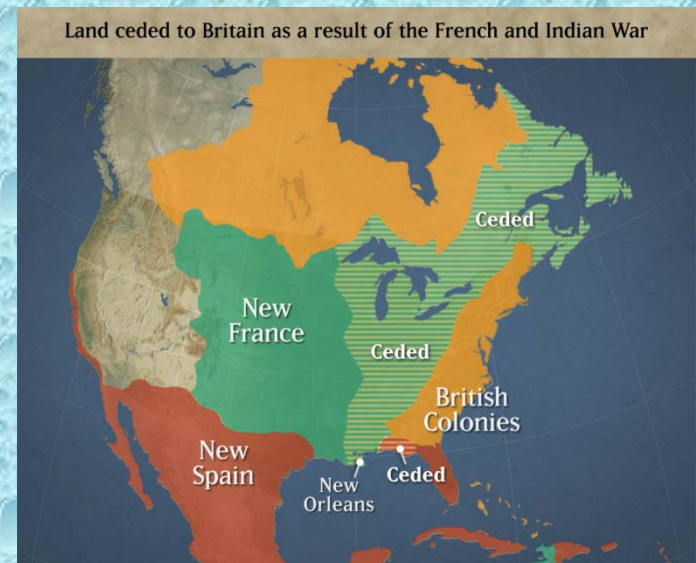 Land ceded to Britain as a result of the French and Indian War
Ceded
New
France
Ceded
British
Colonies
New
Spain
Ceded
New
Orleans